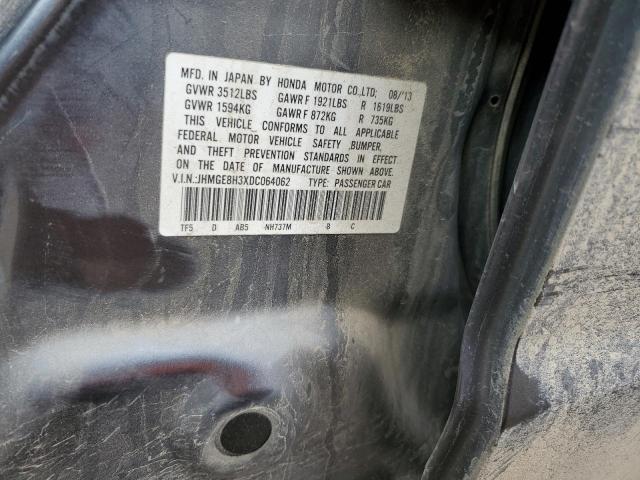 MFD. IN JAPAN BY HONDA MOTOR CO.,LTD; 08/'13
GVWR 3512LBS GAWR F 1921LBS R 1619LBS
GVWR 1594KG GAWR F 872KG R 735KG
THIS VEHICLE CONFORMS TO ALL APPLICABLE
FEDERAL MOTOR VEHICLE SAFETY ,BUMPER,
AND THEFT PREVENTION STANDARDS IN EFFECT
ON THE DATE OF MANUFACTURE SHOWN ABOVE.
V.I.N.:JHMGE8H3XDC064062 TYPE: PASSENGER CAR
TF5 D AB5 NH737M B C